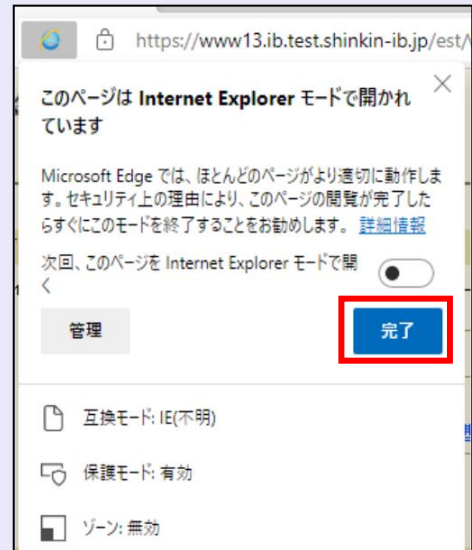 https://www13.ib.test.shinkin-ib.jp/est/
このページは Internet Explorer モードで開かれ
ています
Microsoft Edge では、ほとんどのページがより適切に動作しま
す。セキュリティ上の理由により、このページの閲覧が完了した
らすぐにこのモードを終了することをお勧めします。 詳細情報
次回、このページを Internet Explorer モードで開
く
管理
完了
互換モード: IE(不明)
保護モード: 有効
ゾーン: 無効